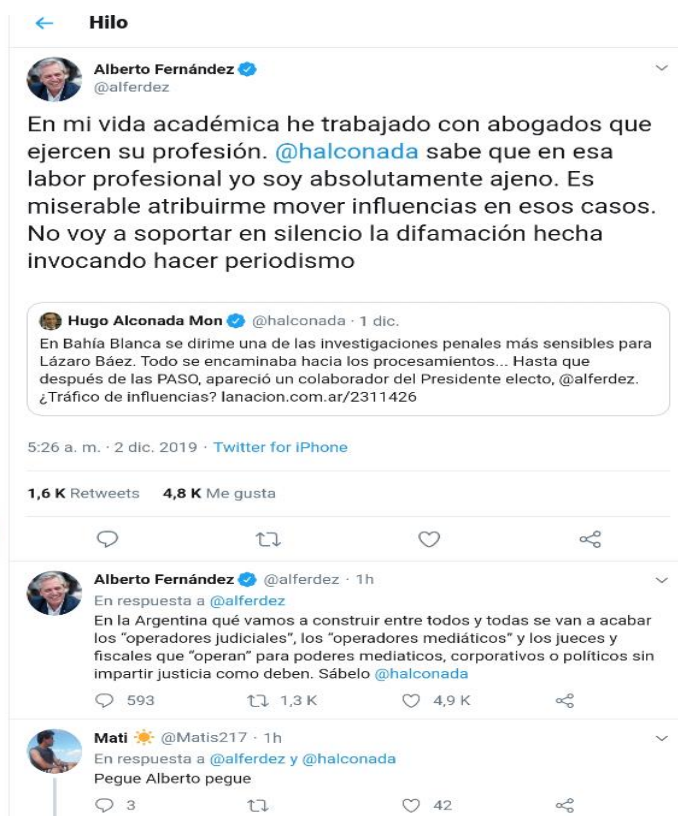 Hilo
Alberto Fernández
@alferdez
En mi vida académica he trabajado con abogados que
ejercen su profesión. @halconada sabe que en esa
labor profesional yo soy absolutamente ajeno. Es
miserable atribuirme mover influencias en esos casos.
No voy a soportar en silencio la difamación hecha
invocando hacer periodismo
Hugo Alconada Mon @halconada · 1 dic.
En Bahía Blanca se dirime una de las investigaciones penales más sensibles para
Lázaro Báez. Todo se encaminaba hacia los procesamientos... Hasta que
después de las PASO, apareció un colaborador del Presidente electo, @alferdez.
¿Tráfico de influencias? lanacion.com.ar/2311426
5:26 a. m. · 2 dic. 2019 · Twitter for iPhone
1,6 K Retweets 4,8 K Me gusta
Alberto Fernández @alferdez · 1h
En respuesta a @alferdez
En la Argentina qué vamos a construir entre todos y todas se van a acabar
los “operadores judiciales”, los “operadores mediáticos” y los jueces y
fiscales que “operan” para poderes mediaticos, corporativos o políticos sin
impartir justicia como deben. Sábelo @halconada
593 1,3 K 4,9 K
Mati ☀️ @Matis217 · 1h
En respuesta a @alferdez y @halconada
Pegue Alberto pegue
3 42